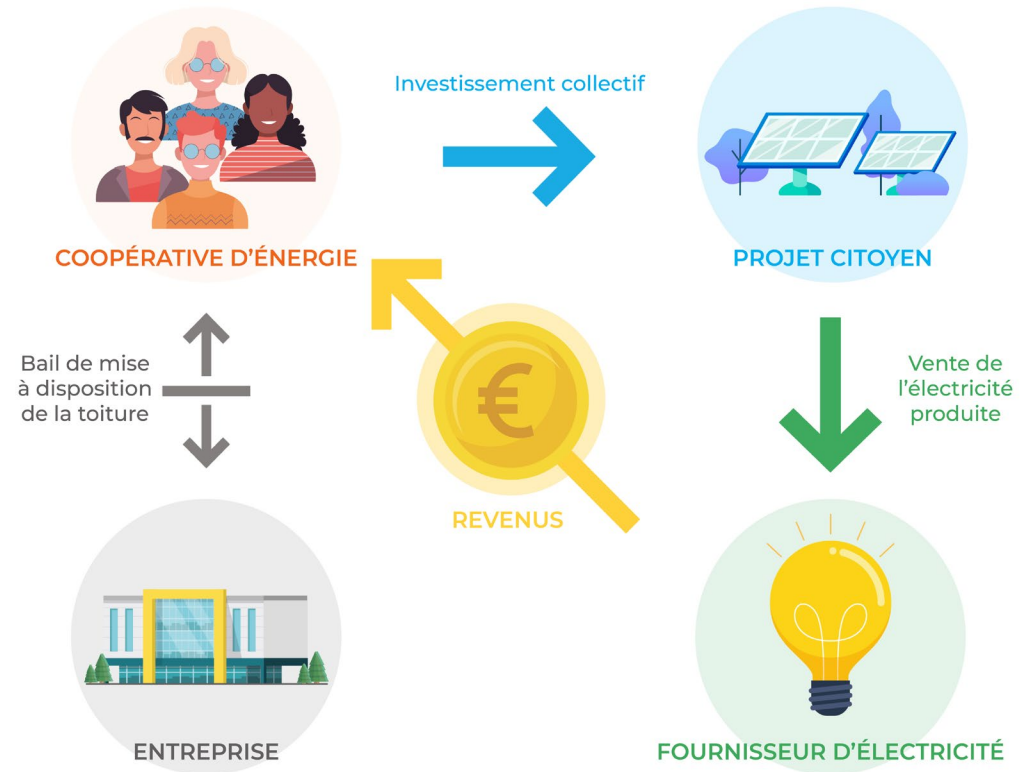 Investissement collectif
COOPÉRATIVE D’ÉNERGIE
PROJET CITOYEN
Bail de mise
à disposition
de la toiture
€
REVENUS
Vente de
l’électricité
produite
ENTREPRISE
FOURNISSEUR D’ÉLECTRICITÉ